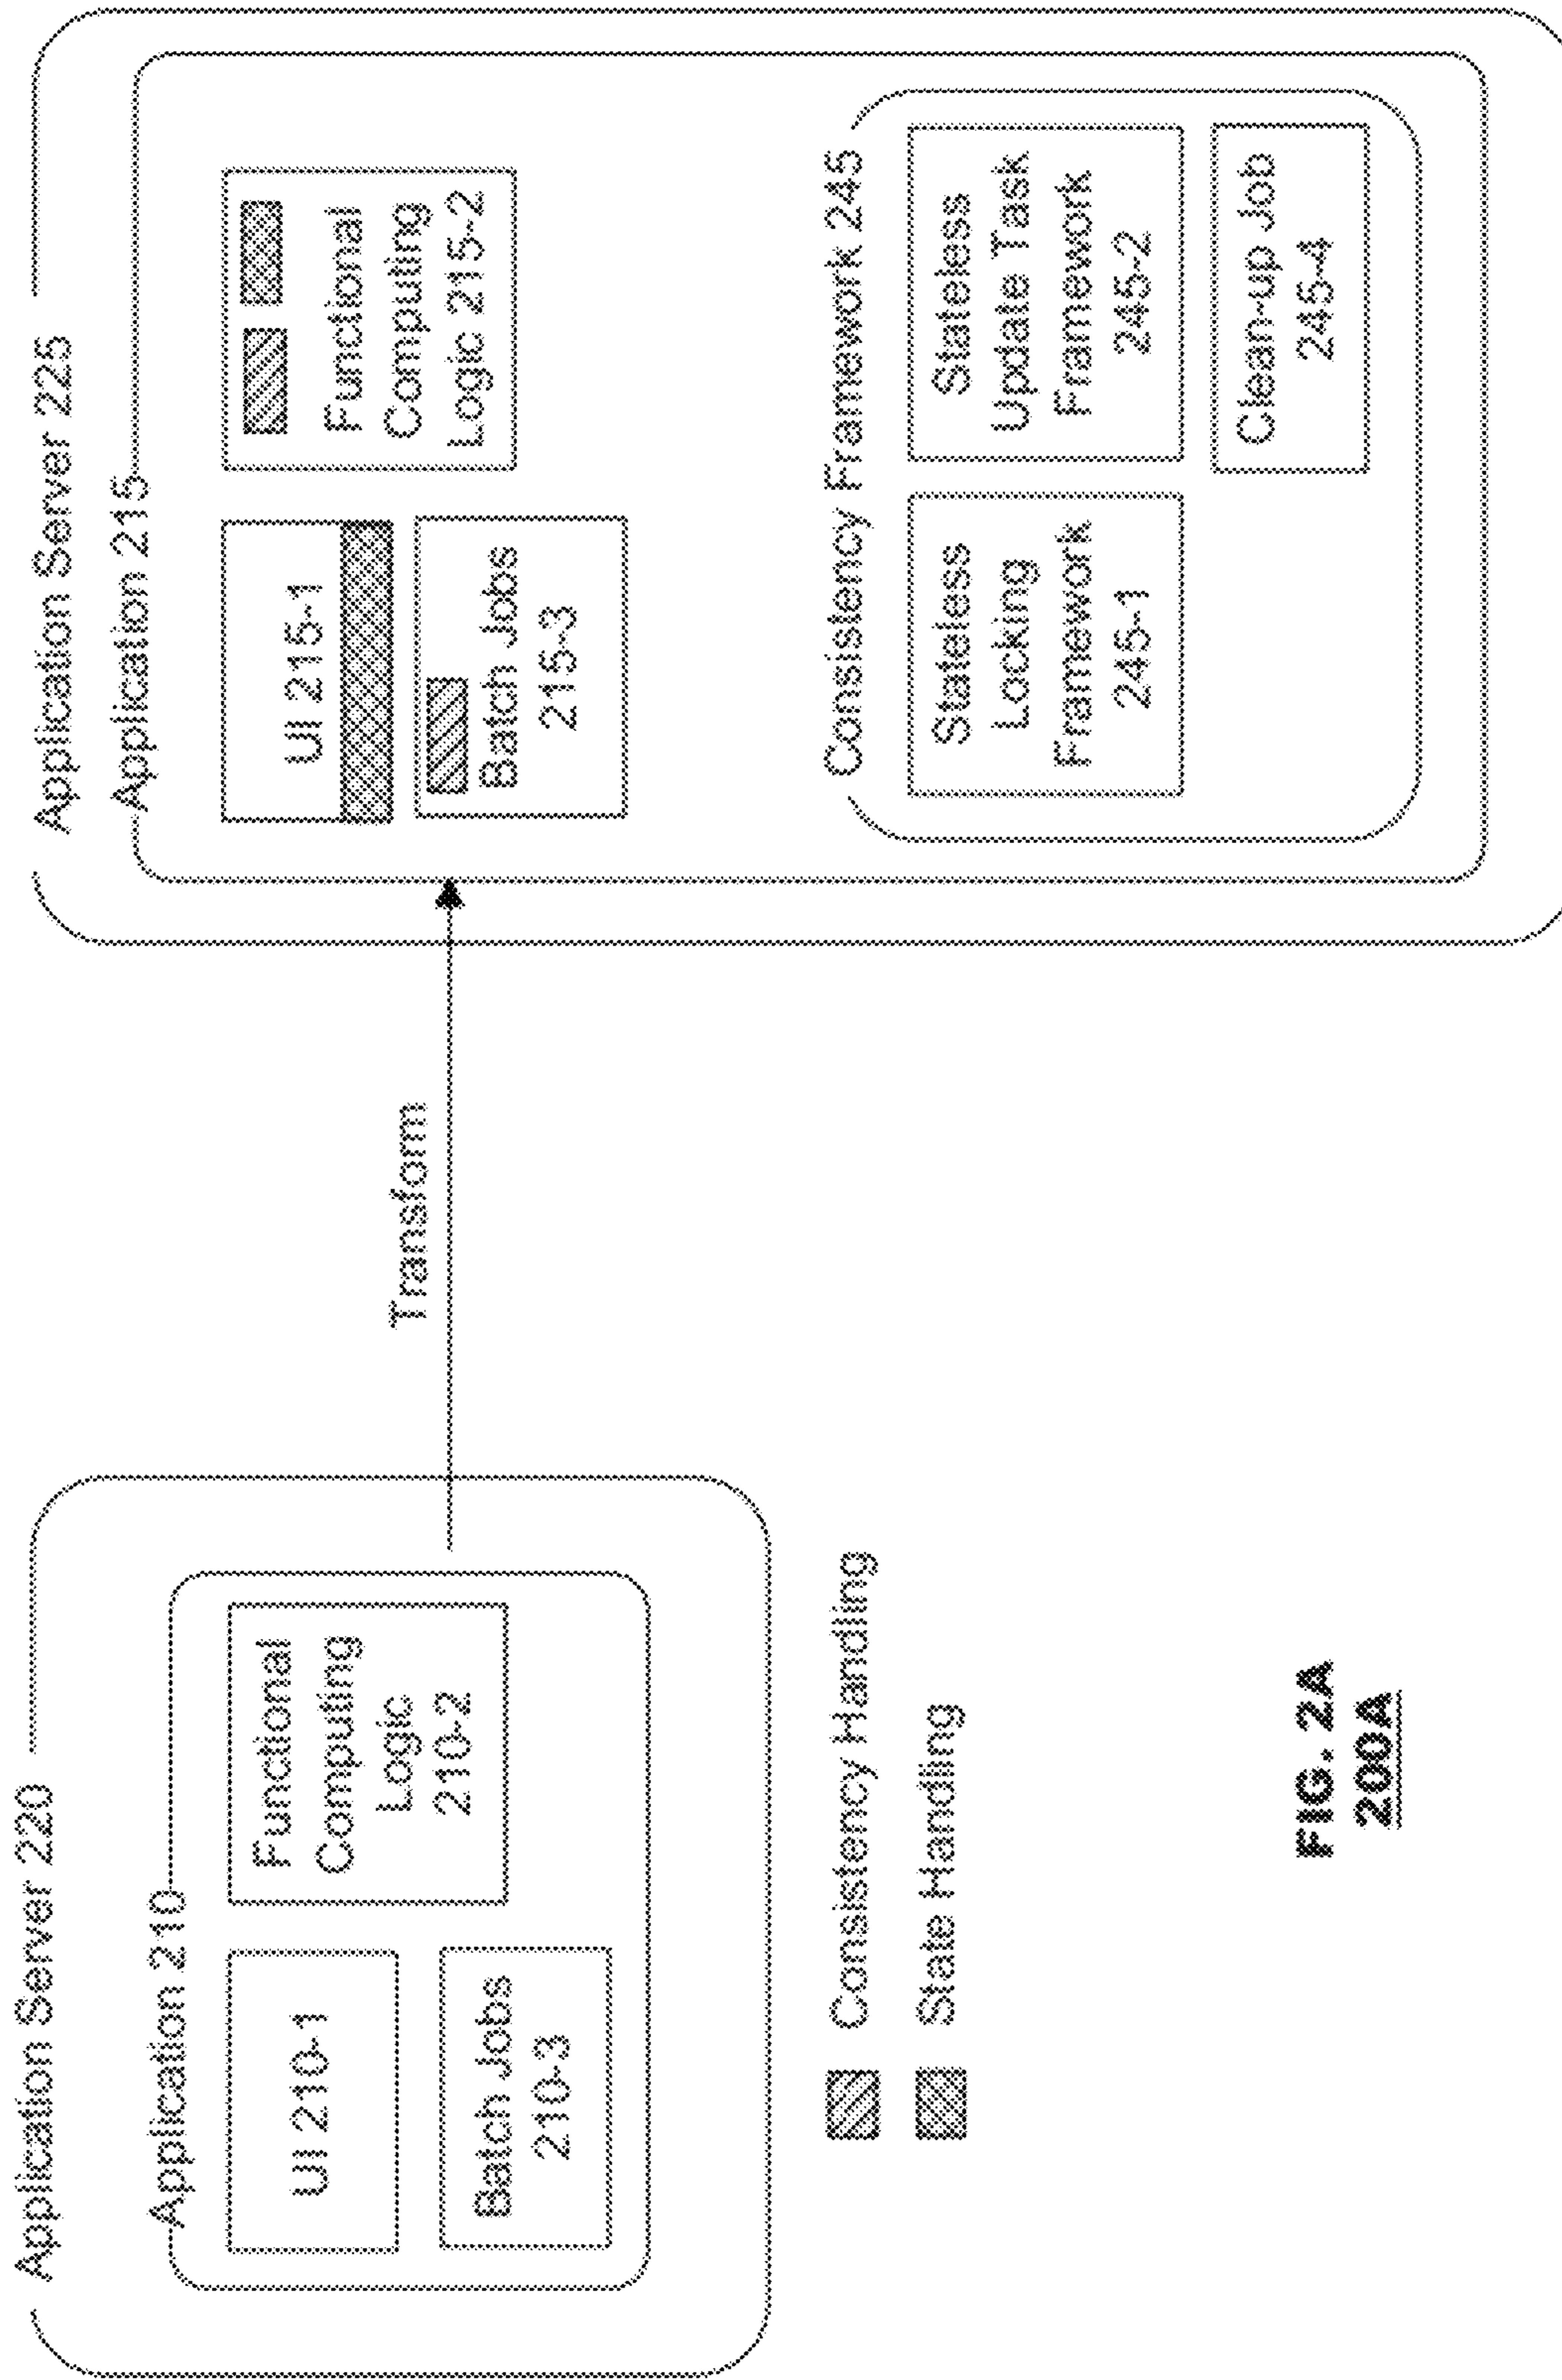 Application Server 220
Application 210
UI 210-1
Functional
Computing
Logic
210-2
Batch Jobs
210-3
Consistency Handling
State Handling
Transform
Application Server 225
Application 215
UI 215-1
Functional
Computing
Logic 215-2
Batch Jobs
215-3
Consistency Framework 245
Stateless
Locking
Framework
245-1
Stateless
Update Task
Framework
245-2
Clean-up Job
245-4
FIG. 2A
200A